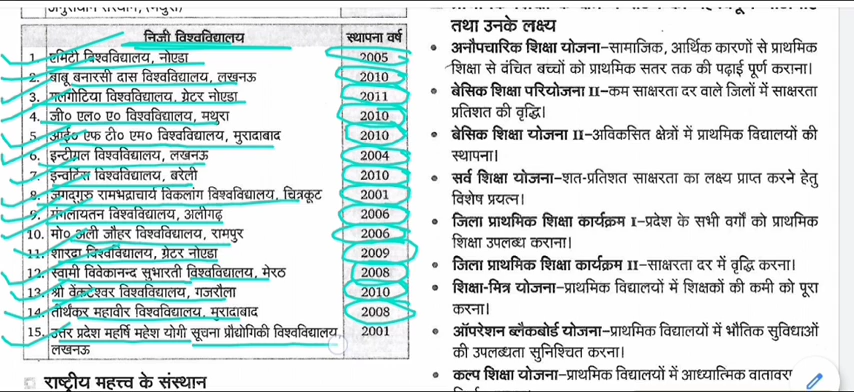 अनुसंधान संस्थान, (मथुरा)
निजी विश्वविद्यालय स्थापना वर्ष
1. एमिटी विश्वविद्यालय, नोएडा 2005
2. बाबू बनारसी दास विश्वविद्यालय, लखनऊ 2010
3. गलगोटिया विश्वविद्यालय, ग्रेटर नोएडा 2011
4. जी० एल० ए० विश्वविद्यालय, मथुरा 2010
5. आई० एफ टी० एम० विश्वविद्यालय, मुरादाबाद 2010
6. इन्टीग्रल विश्वविद्यालय, लखनऊ 2004
7. इन्वर्टिस विश्वविद्यालय, बरेली 2010
8. जगद्गुरु रामभद्राचार्य विकलांग विश्वविद्यालय, चित्रकूट 2001
9. मंगलायतन विश्वविद्यालय, अलीगढ़ 2006
10. मो० अली जौहर विश्वविद्यालय, रामपुर 2006
11. शारदा विश्वविद्यालय, ग्रेटर नोएडा 2009
12. स्वामी विवेकानन्द सुभारती विश्वविद्यालय, मेरठ 2008
13. श्री वेंकटेश्वर विश्वविद्यालय, गजरौला 2010
14. तीर्थंकर महावीर विश्वविद्यालय, मुरादाबाद 2008
15. उत्तर प्रदेश महर्षि महेश योगी सूचना प्रौद्योगिकी विश्वविद्यालय 2001
लखनऊ
राष्ट्रीय महत्त्व के संस्थान
तथा उनके लक्ष्य
• अनौपचारिक शिक्षा योजना–सामाजिक, आर्थिक कारणों से प्राथमिक
शिक्षा से वंचित बच्चों को प्राथमिक सतर तक की पढ़ाई पूर्ण कराना।
• बेसिक शिक्षा परियोजना II–कम साक्षरता दर वाले जिलों में साक्षरता
प्रतिशत की वृद्धि।
• बेसिक शिक्षा योजना II–अविकसित क्षेत्रों में प्राथमिक विद्यालयों की
स्थापना।
• सर्व शिक्षा योजना–शत-प्रतिशत साक्षरता का लक्ष्य प्राप्त करने हेतु
विशेष प्रयत्न।
• जिला प्राथमिक शिक्षा कार्यक्रम I–प्रदेश के सभी वर्गों को प्राथमिक
शिक्षा उपलब्ध कराना।
• जिला प्राथमिक शिक्षा कार्यक्रम II–साक्षरता दर में वृद्धि करना।
• शिक्षा-मित्र योजना–प्राथमिक विद्यालयों में शिक्षकों की कमी को पूरा
करना।
• ऑपरेशन ब्लैकबोर्ड योजना–प्राथमिक विद्यालयों में भौतिक सुविधाओं
की उपलब्धता सुनिश्चित करना।
• कल्प शिक्षा योजना–प्राथमिक विद्यालयों में आध्यात्मिक